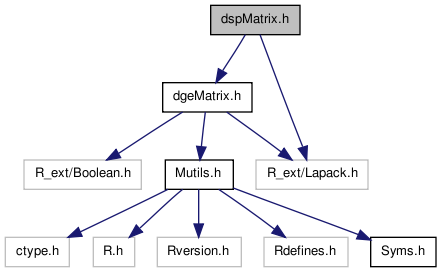 dspMatrix.h
dgeMatrix.h
R_ext/Boolean.h
Mutils.h
R_ext/Lapack.h
ctype.h
R.h
Rversion.h
Rdefines.h
Syms.h